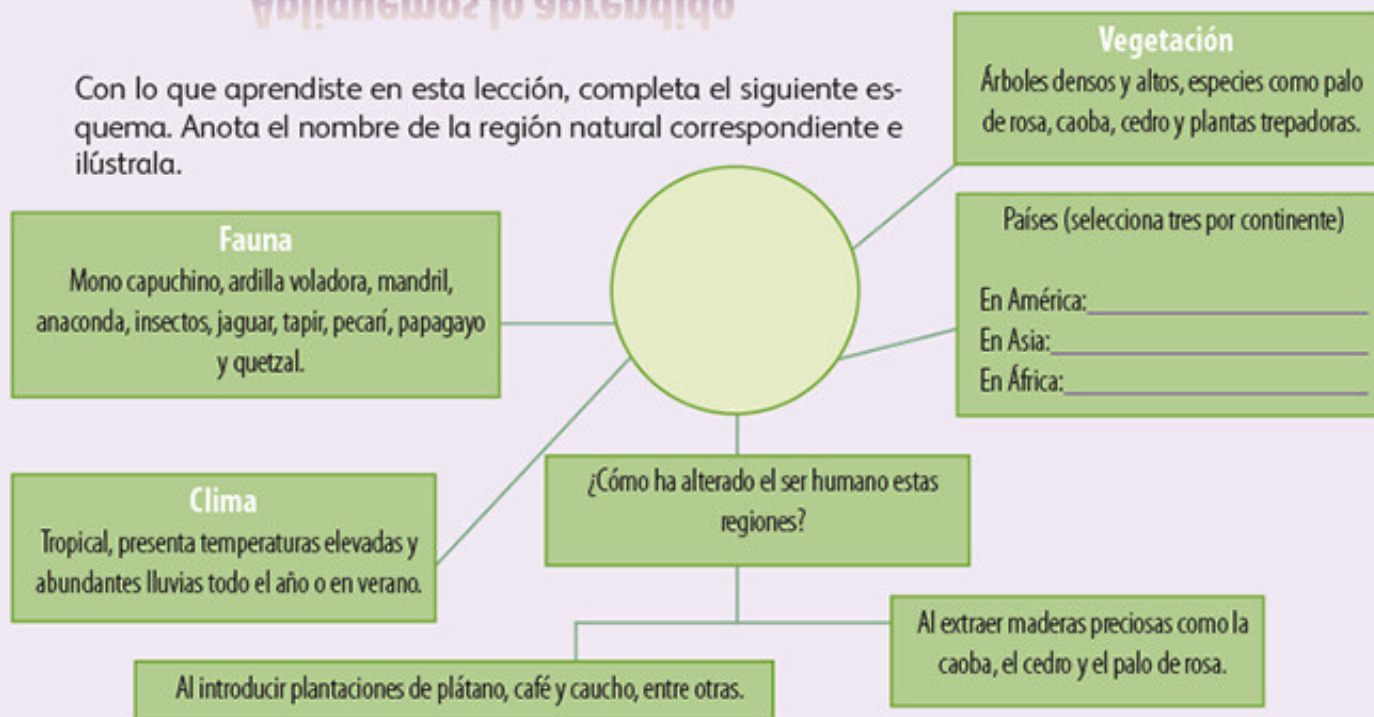 Apliquemos lo aprendido
Con lo que aprendiste en esta lección, completa el siguiente es-
quema. Anota el nombre de la región natural correspondiente e
ilústrala.
Vegetación
Árboles densos y altos, especies como palo
de rosa, caoba, cedro y plantas trepadoras.
Fauna
Mono capuchino, ardilla voladora, mandril,
anaconda, insectos, jaguar, tapir, pecarí, papagayo
y quetzal.
Países (selecciona tres por continente)
En América:
En Asia:
En África:
Clima
Tropical, presenta temperaturas elevadas y
abundantes lluvias todo el año o en verano.
¿Cómo ha alterado el ser humano estas
regiones?
Al extraer maderas preciosas como la
caoba, el cedro y el palo de rosa.
Al introducir plantaciones de plátano, café y caucho, entre otras.